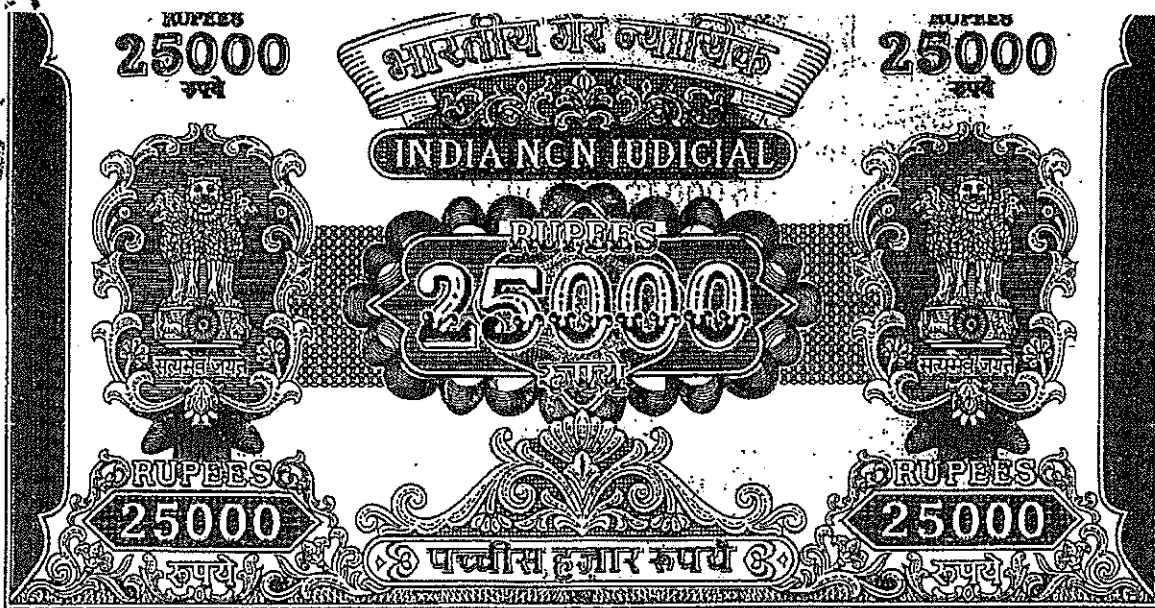 RUPEES
25000
रुपये
RUPEES
25000
रुपये
भारतीय गैर न्यायिक
INDIA NON JUDICIAL
RUPEES
25000
रुपये
सत्यमेव जयते
सत्यमेव जयते
RUPEES
25000
रुपये
पच्चीस हज़ार रुपये
RUPEES
25000
रुपये